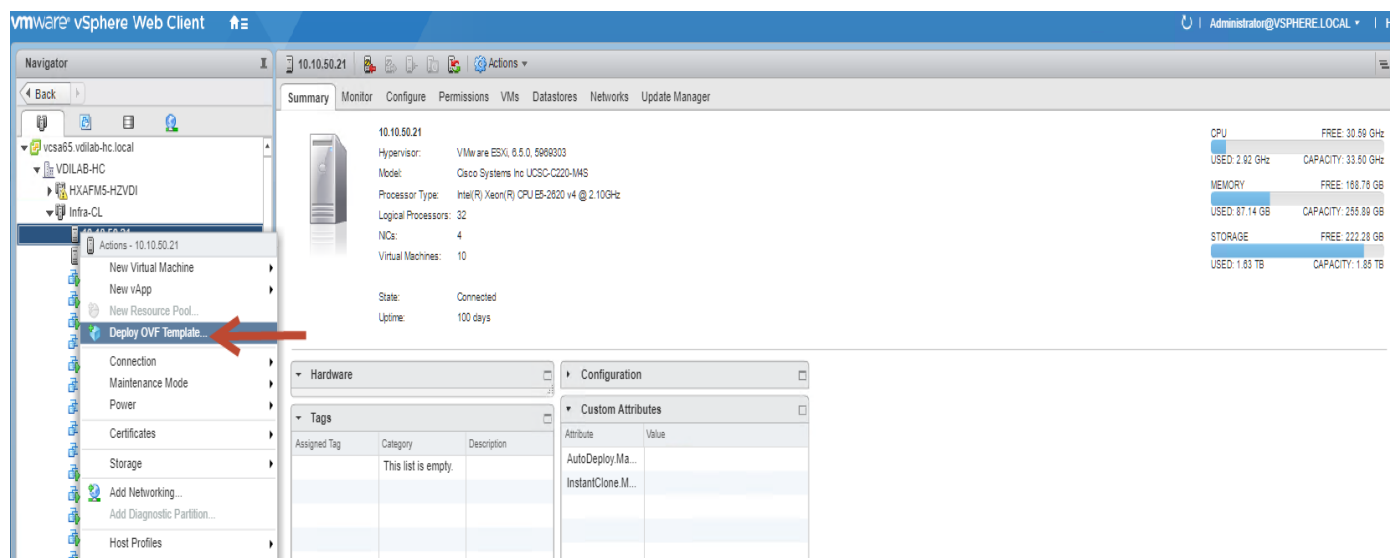 vmware® vSphere Web Client
Administrator@VSPHERE.LOCAL
Navigator
10.10.50.21 Actions
Back
Summary Monitor Configure Permissions VMs Datastores Networks Update Manager
vcsa65.vdilab-hc.local
VDILAB-HC
HXAFM5-HZVDI
Infra-CL
10.10.50.21
Actions - 10.10.50.21
New Virtual Machine
New vApp
New Resource Pool...
Deploy OVF Template...
Connection
Maintenance Mode
Power
Certificates
Storage
Add Networking...
Add Diagnostic Partition...
Host Profiles
10.10.50.21
Hypervisor: VMware ESXi, 6.5.0, 5969303
Model: Cisco Systems Inc UCSC-C220-M4S
Processor Type: Intel(R) Xeon(R) CPU E5-2620 v4 @ 2.10GHz
Logical Processors: 32
NICs: 4
Virtual Machines: 10
State: Connected
Uptime: 100 days
CPU FREE: 30.59 GHz
USED: 2.92 GHz CAPACITY: 33.50 GHz
MEMORY FREE: 168.76 GB
USED: 87.14 GB CAPACITY: 255.89 GB
STORAGE FREE: 222.28 GB
USED: 1.63 TB CAPACITY: 1.85 TB
Hardware
Configuration
Tags
Assigned Tag Category Description
This list is empty.
Custom Attributes
Attribute Value
AutoDeploy.Ma...
InstantClone.M...